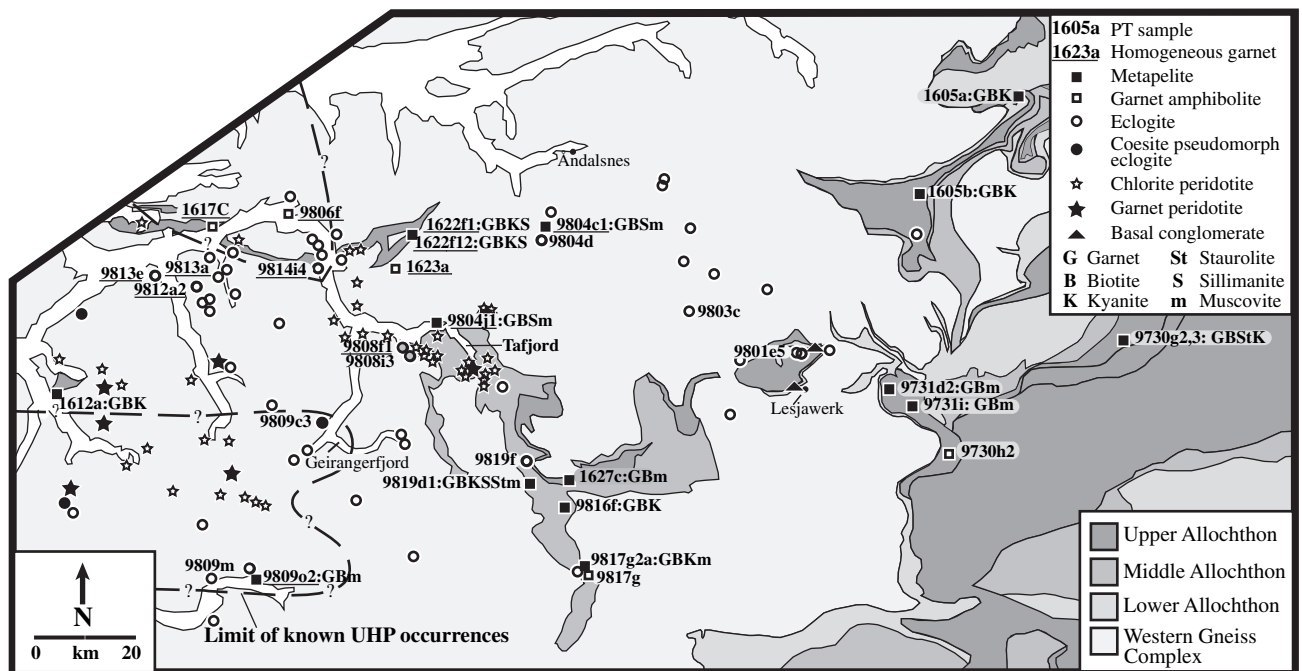 1605a PT sample
1623a Homogeneous garnet
Metapelite
Garnet amphibolite
Eclogite
Coesite pseudomorph
eclogite
Chlorite peridotite
Garnet peridotite
Basal conglomerate
G Garnet St Staurolite
B Biotite S Sillimanite
K Kyanite m Muscovite
1605a:GBK
Åndalsnes
1605b:GBK
?
1617C
9806f
1622f1:GBKS
9804c1:GBSm
1622f12:GBKS
9804d
?
9813e
9813a
9814i4
1623a
9812a2
9803c
9804j1:GBSm
9730g2,3: GBStK
9808f1
Tafjord
9808i3
9801e5
9731d2:GBm
1612a:GBK
9731i: GBm
Lesjawerk
?
?
9809c3
Geirangerfjord
9819f
9730h2
9819d1:GBKSStm
1627c:GBm
9816f:GBK
?
9809m
9809o2:GBm
9817g2a:GBKm
9817g
?
?
Limit of known UHP occurrences
N
0 km 20
Upper Allochthon
Middle Allochthon
Lower Allochthon
Western Gneiss
Complex